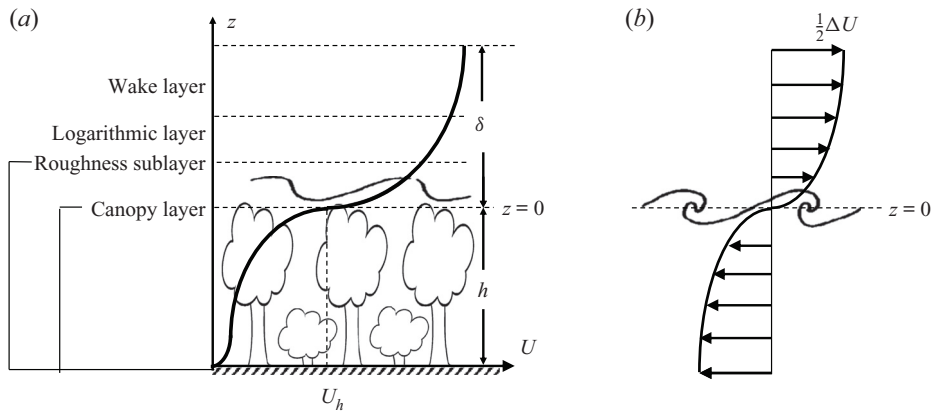 (a)
z
Wake layer
Logarithmic layer
δ
Roughness sublayer
Canopy layer
z = 0
h
U
U_h
(b)
½ΔU
z = 0